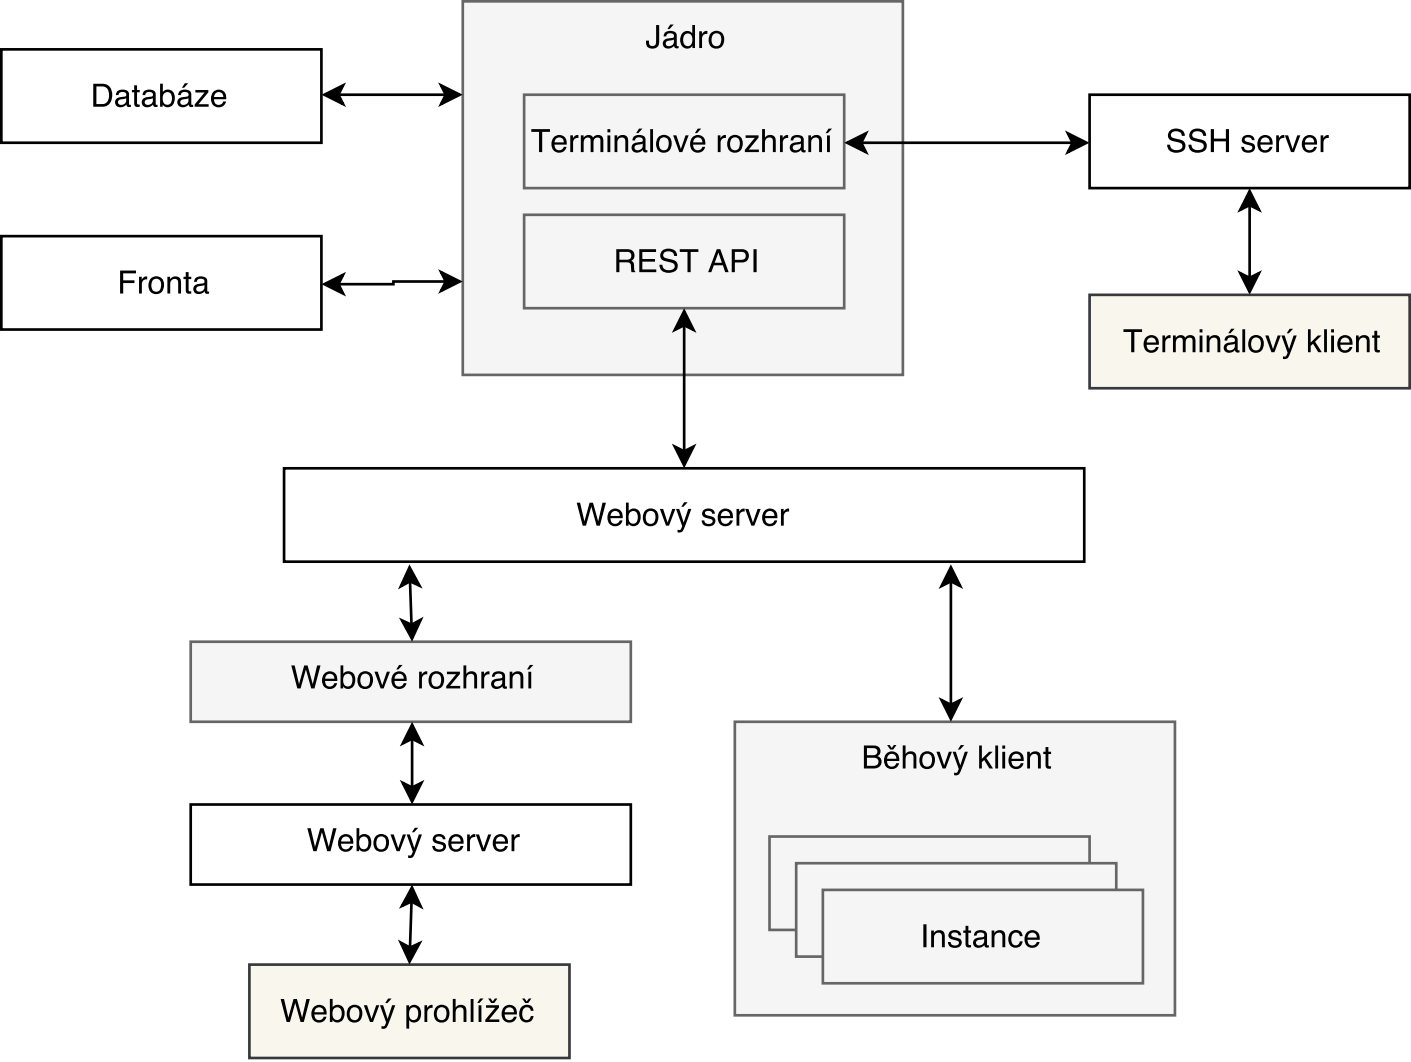 Jádro
Databáze
Terminálové rozhraní
SSH server
REST API
Fronta
Terminálový klient
Webový server
Webové rozhraní
Běhový klient
Webový server
Instance
Webový prohlížeč